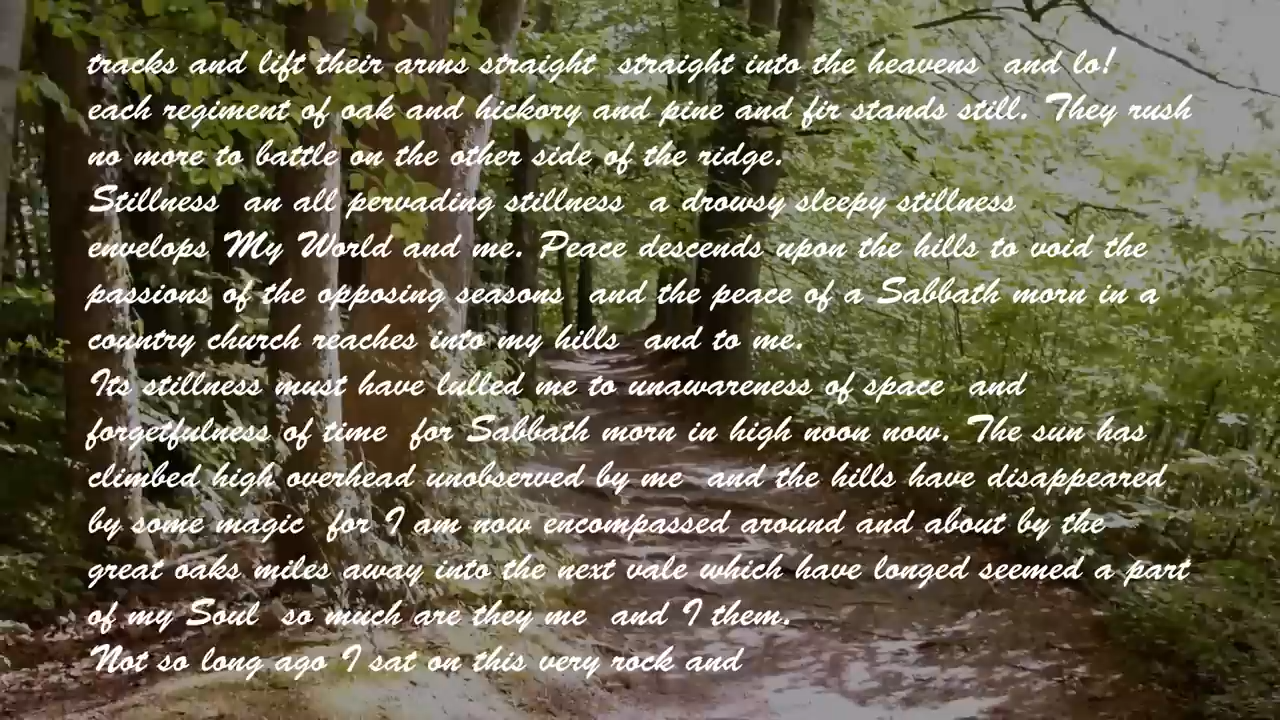 tracks and lift their arms straight  straight into the heavens  and lo!
each regiment of oak and hickory and pine and fir stands still. They rush
no more to battle on the other side of the ridge.
Stillness  an all pervading stillness  a drowsy sleepy stillness
envelops My World and me. Peace descends upon the hills to void the
passions of the opposing seasons  and the peace of a Sabbath morn in a
country church reaches into my hills  and to me.
Its stillness must have lulled me to unawareness of space  and
forgetfulness of time  for Sabbath morn in high noon now. The sun has
climbed high overhead unobserved by me  and the hills have disappeared
by some magic  for I am now encompassed around and about by the
great oaks miles away into the next vale which have longed seemed a part
of my Soul  so much are they me  and I them.
Not so long ago I sat on this very rock and